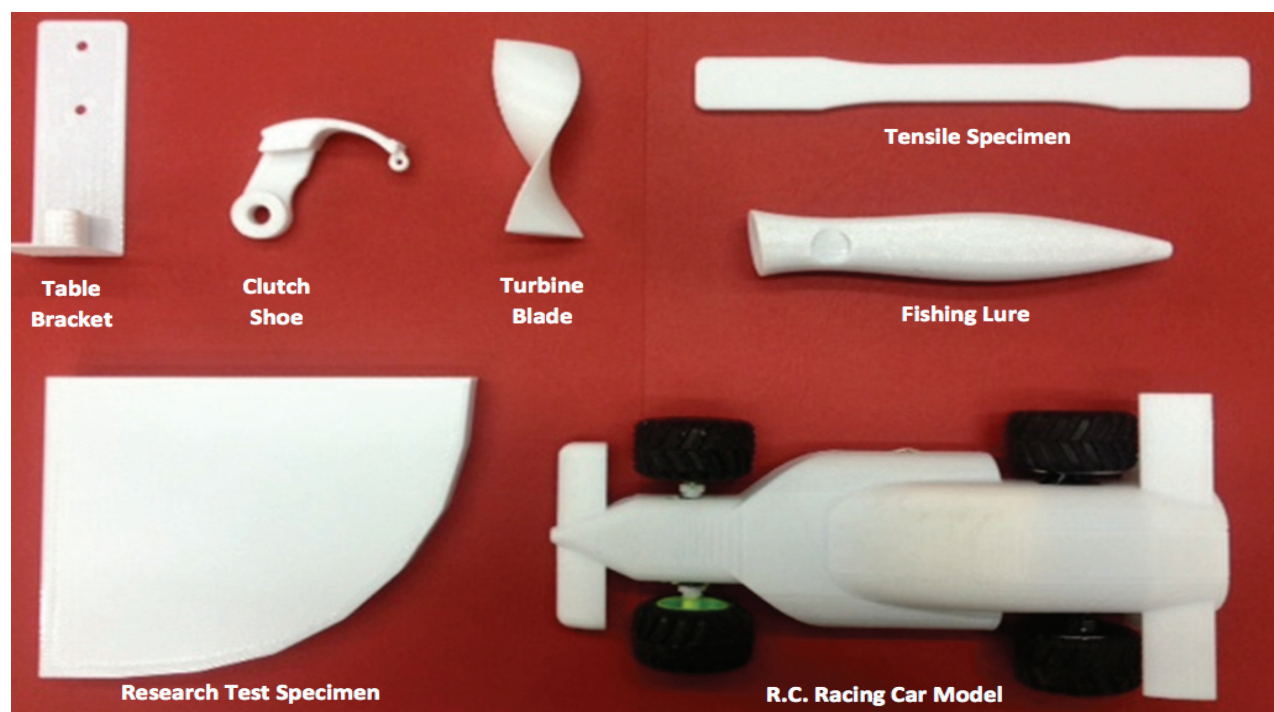 Tensile Specimen
Table
Bracket
Clutch
Shoe
Turbine
Blade
Fishing Lure
Research Test Specimen
R.C. Racing Car Model